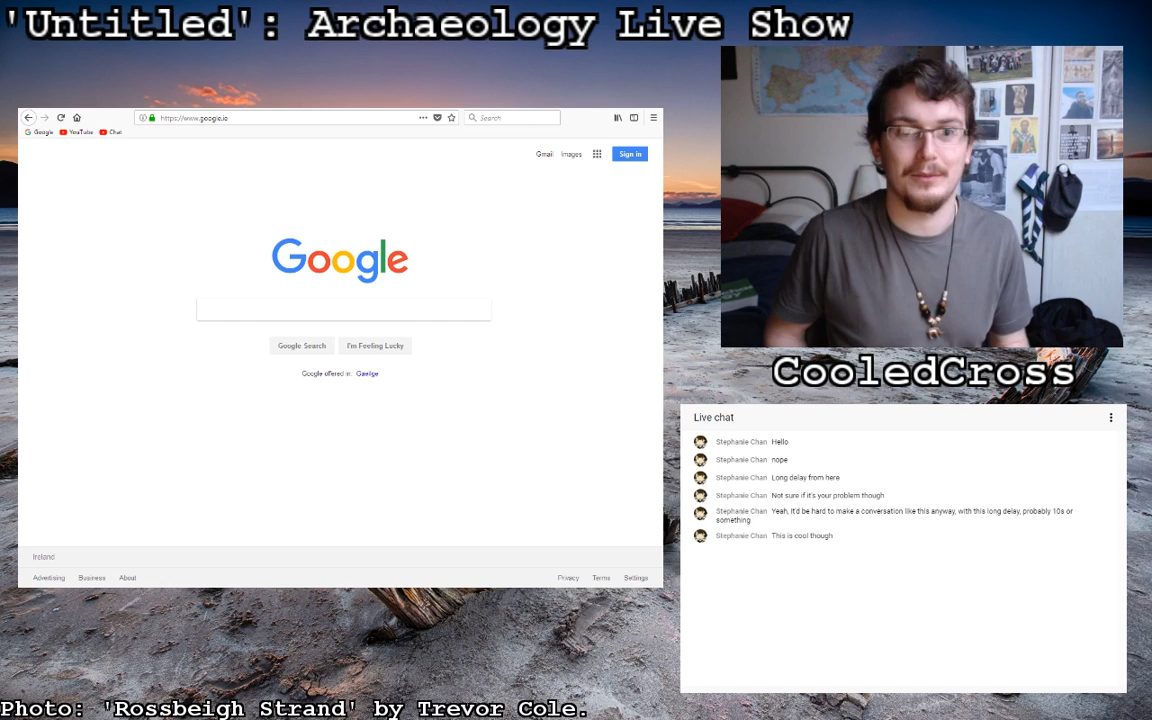 'Untitled': Archaeology Live Show
https://www.google.ie
Search
Google
YouTube
Chat
Gmail
Images
Sign in
Google
Google Search
I'm Feeling Lucky
Google offered in: Gaeilge
Ireland
Advertising
Business
About
Privacy
Terms
Settings
CooledCross
Live chat
Stephanie Chan Hello
Stephanie Chan nope
Stephanie Chan Long delay from here
Stephanie Chan Not sure if it's your problem though
Stephanie Chan Yeah, it'd be hard to make a conversation like this anyway, with this long delay, probably 10s or
something
Stephanie Chan This is cool though
Photo: 'Rossbeigh Strand' by Trevor Cole.